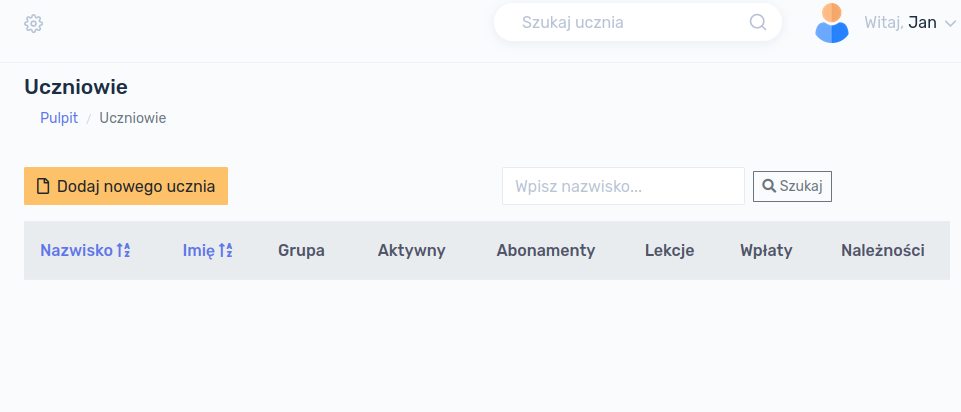 Szukaj ucznia
Witaj, Jan
Uczniowie
Pulpit / Uczniowie
Dodaj nowego ucznia
Wpisz nazwisko...
Szukaj
Nazwisko Imię Grupa Aktywny Abonamenty Lekcje Wpłaty Należności